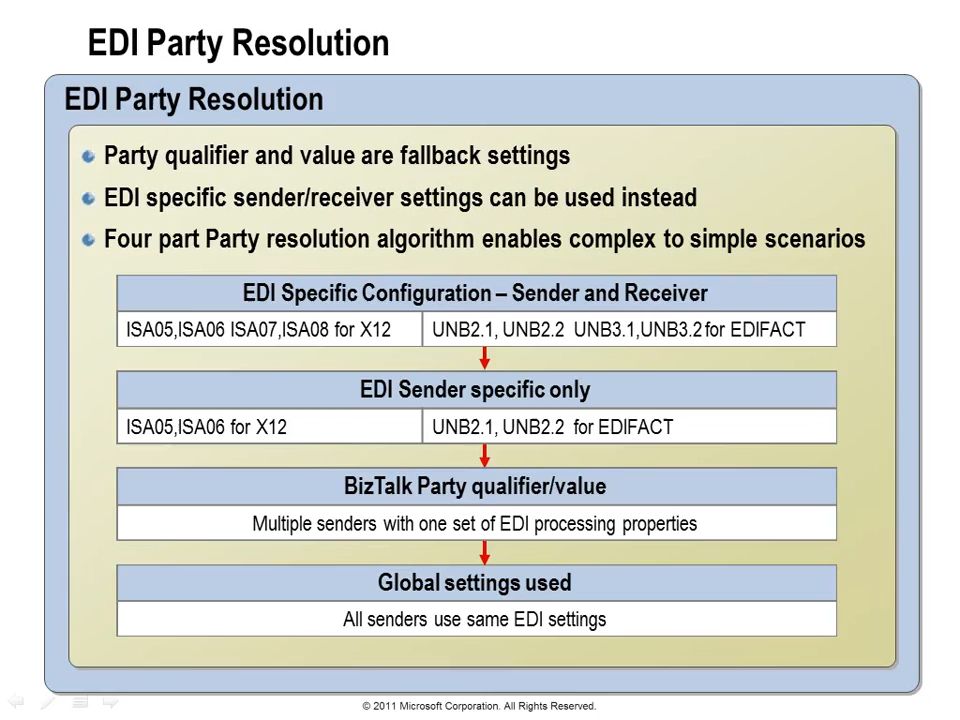 EDI Party Resolution
EDI Party Resolution
Party qualifier and value are fallback settings
EDI specific sender/receiver settings can be used instead
Four part Party resolution algorithm enables complex to simple scenarios
EDI Specific Configuration – Sender and Receiver
ISA05,ISA06 ISA07,ISA08 for X12
UNB2.1, UNB2.2 UNB3.1,UNB3.2 for EDIFACT
EDI Sender specific only
ISA05,ISA06 for X12
UNB2.1, UNB2.2 for EDIFACT
BizTalk Party qualifier/value
Multiple senders with one set of EDI processing properties
Global settings used
All senders use same EDI settings
© 2011 Microsoft Corporation. All Rights Reserved.